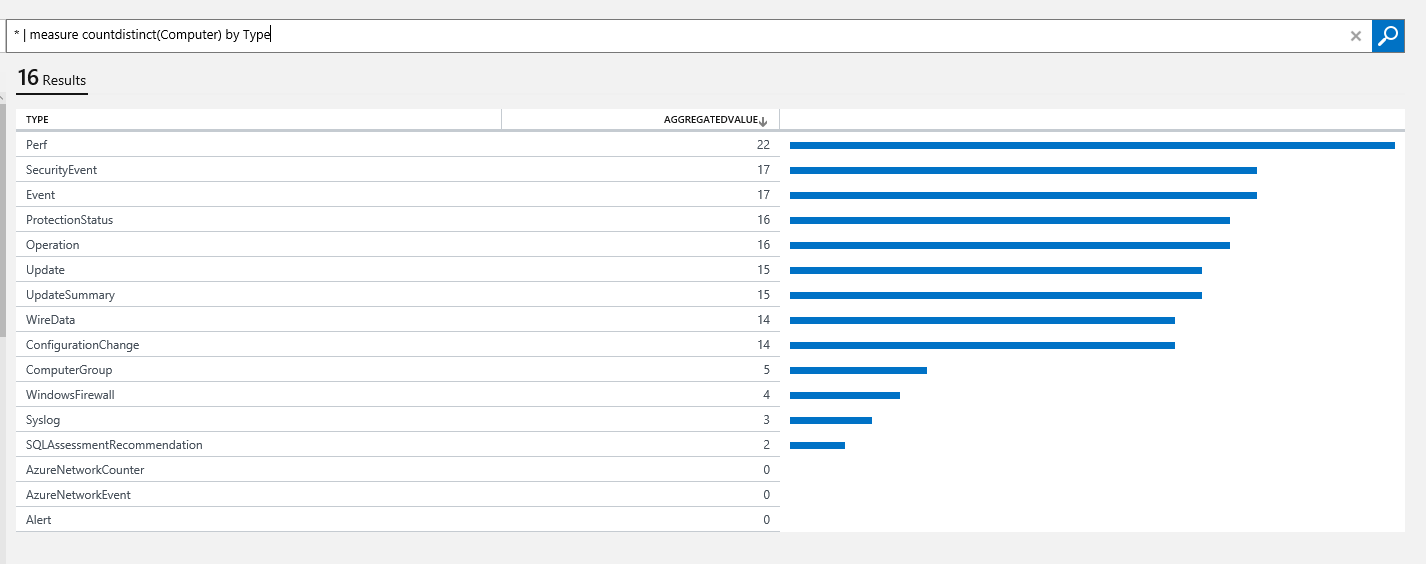 * | measure countdistinct(Computer) by Type
16 Results
TYPE AGGREGATEDVALUE
Perf 22
SecurityEvent 17
Event 17
ProtectionStatus 16
Operation 16
Update 15
UpdateSummary 15
WireData 14
ConfigurationChange 14
ComputerGroup 5
WindowsFirewall 4
Syslog 3
SQLAssessmentRecommendation 2
AzureNetworkCounter 0
AzureNetworkEvent 0
Alert 0